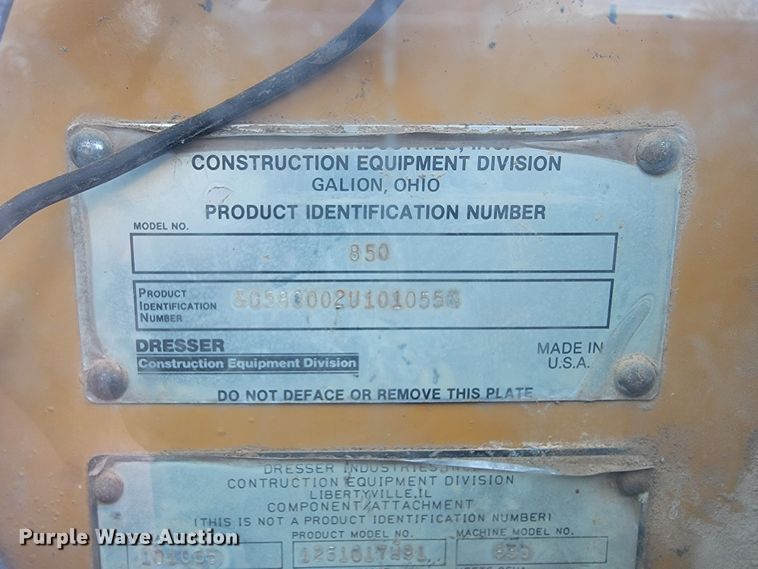 INDUSTRIES, INC.
CONSTRUCTION EQUIPMENT DIVISION
GALION, OHIO
PRODUCT IDENTIFICATION NUMBER
MODEL NO.
850
PRODUCT
IDENTIFICATION
NUMBER
DRESSER
Construction Equipment Division
MADE IN
U.S.A.
DO NOT DEFACE OR REMOVE THIS PLATE
DRESSER INDUSTRIES,
CONSTRUCTION EQUIPMENT DIVISION
LIBERTYVILLE, IL
COMPONENT/ATTACHMENT
(THIS IS NOT A PRODUCT IDENTIFICATION NUMBER)
PRODUCT MODEL NO. MACHINE MODEL NO.
Purple Wave Auction